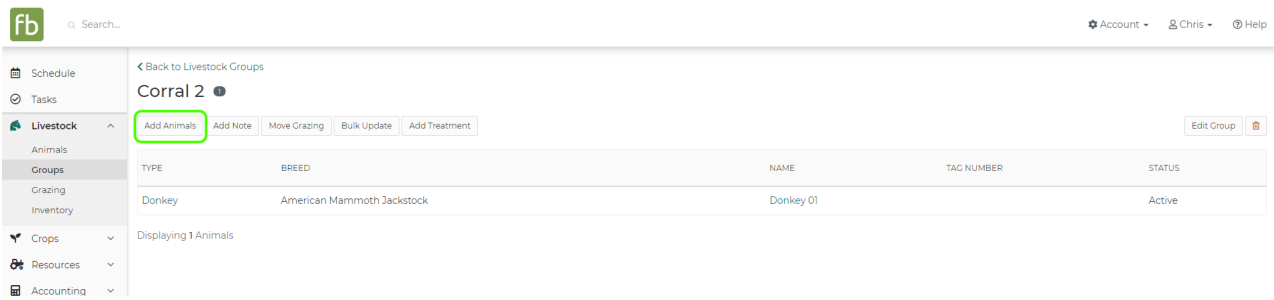 fb
Search...
Account
Chris
Help
Schedule
Tasks
Livestock
Animals
Groups
Grazing
Inventory
Crops
Resources
Accounting
Back to Livestock Groups
Corral 2 1
Add Animals Add Note Move Grazing Bulk Update Add Treatment Edit Group
TYPE BREED NAME TAG NUMBER STATUS
Donkey American Mammoth Jackstock Donkey 01 Active
Displaying 1 Animals